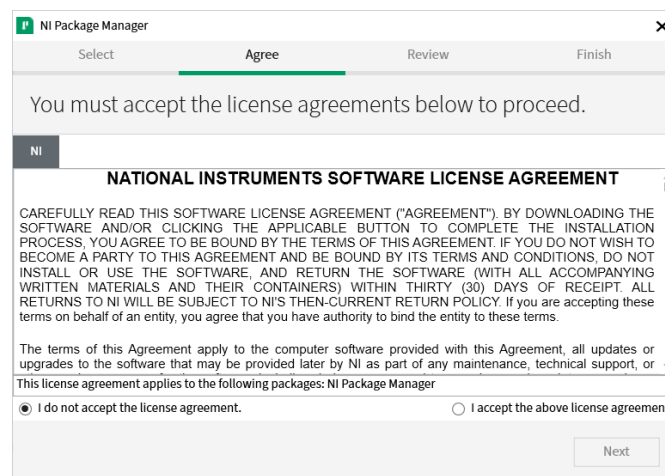 NI Package Manager
Select Agree Review Finish
You must accept the license agreements below to proceed.
NI
NATIONAL INSTRUMENTS SOFTWARE LICENSE AGREEMENT
CAREFULLY READ THIS SOFTWARE LICENSE AGREEMENT ("AGREEMENT"). BY DOWNLOADING THE
SOFTWARE AND/OR CLICKING THE APPLICABLE BUTTON TO COMPLETE THE INSTALLATION
PROCESS, YOU AGREE TO BE BOUND BY THE TERMS OF THIS AGREEMENT. IF YOU DO NOT WISH TO
BECOME A PARTY TO THIS AGREEMENT AND BE BOUND BY ITS TERMS AND CONDITIONS, DO NOT
INSTALL OR USE THE SOFTWARE, AND RETURN THE SOFTWARE (WITH ALL ACCOMPANYING
WRITTEN MATERIALS AND THEIR CONTAINERS) WITHIN THIRTY (30) DAYS OF RECEIPT. ALL
RETURNS TO NI WILL BE SUBJECT TO NI'S THEN-CURRENT RETURN POLICY. If you are accepting these
terms on behalf of an entity, you agree that you have authority to bind the entity to these terms.
The terms of this Agreement apply to the computer software provided with this Agreement, all updates or
upgrades to the software that may be provided later by NI as part of any maintenance, technical support, or
This license agreement applies to the following packages: NI Package Manager
I do not accept the license agreement. I accept the above license agreemen
Next